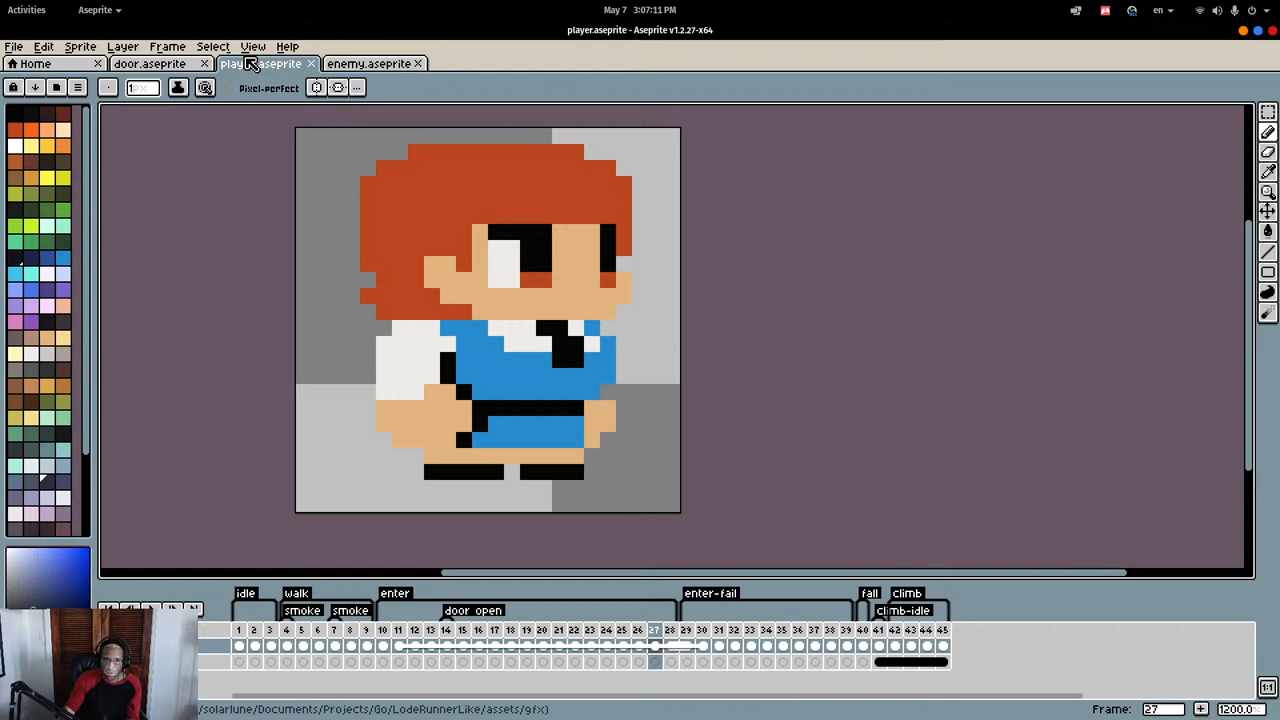 Activities Aseprite May 7 3:07:11 PM en
player.aseprite - Aseprite v1.2.27-x64
File Edit Sprite Layer Frame Select View Help
Home door.aseprite aseprite enemy.aseprite
Pixel-perfect ...
idle walk enter enter-fail fall climb
smoke smoke door open climb-idle
1 2 3 4 5 6 7 8 9 10 11 12 13 14 15 16 17 18 19 20 21 22 23 24 25 26 27 28 29 30 31 32 33 34 35 36 37 38 39 40 41 42 43 44 45
1:1
/solarlune/Documents/Projects/Go/LodeRunnerLike/assets/gfx) Frame: 27 + 1200.0